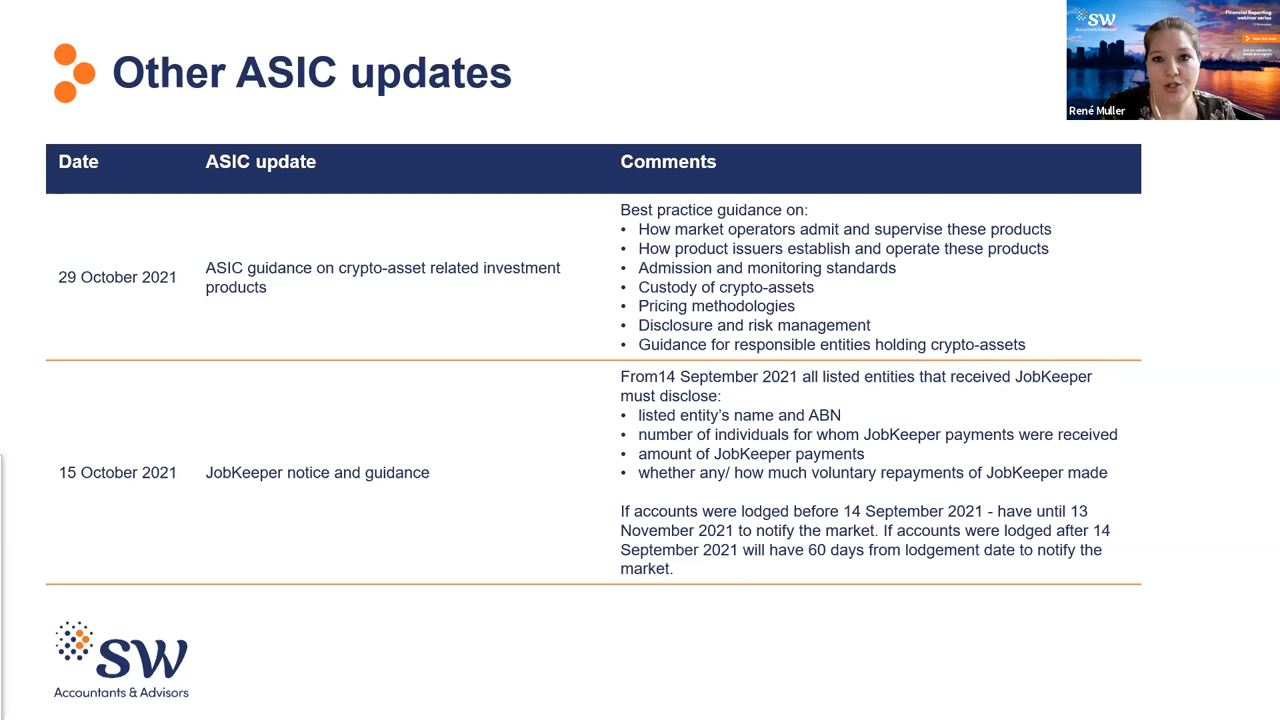 Other ASIC updates
SW
Financial Reporting
webinar series
René Muller
Date ASIC update Comments
29 October 2021
ASIC guidance on crypto-asset related investment
products
Best practice guidance on:
• How market operators admit and supervise these products
• How product issuers establish and operate these products
• Admission and monitoring standards
• Custody of crypto-assets
• Pricing methodologies
• Disclosure and risk management
• Guidance for responsible entities holding crypto-assets
15 October 2021
JobKeeper notice and guidance
From14 September 2021 all listed entities that received JobKeeper
must disclose:
• listed entity’s name and ABN
• number of individuals for whom JobKeeper payments were received
• amount of JobKeeper payments
• whether any/ how much voluntary repayments of JobKeeper made
If accounts were lodged before 14 September 2021 - have until 13
November 2021 to notify the market. If accounts were lodged after 14
September 2021 will have 60 days from lodgement date to notify the
market.
SW
Accountants & Advisors